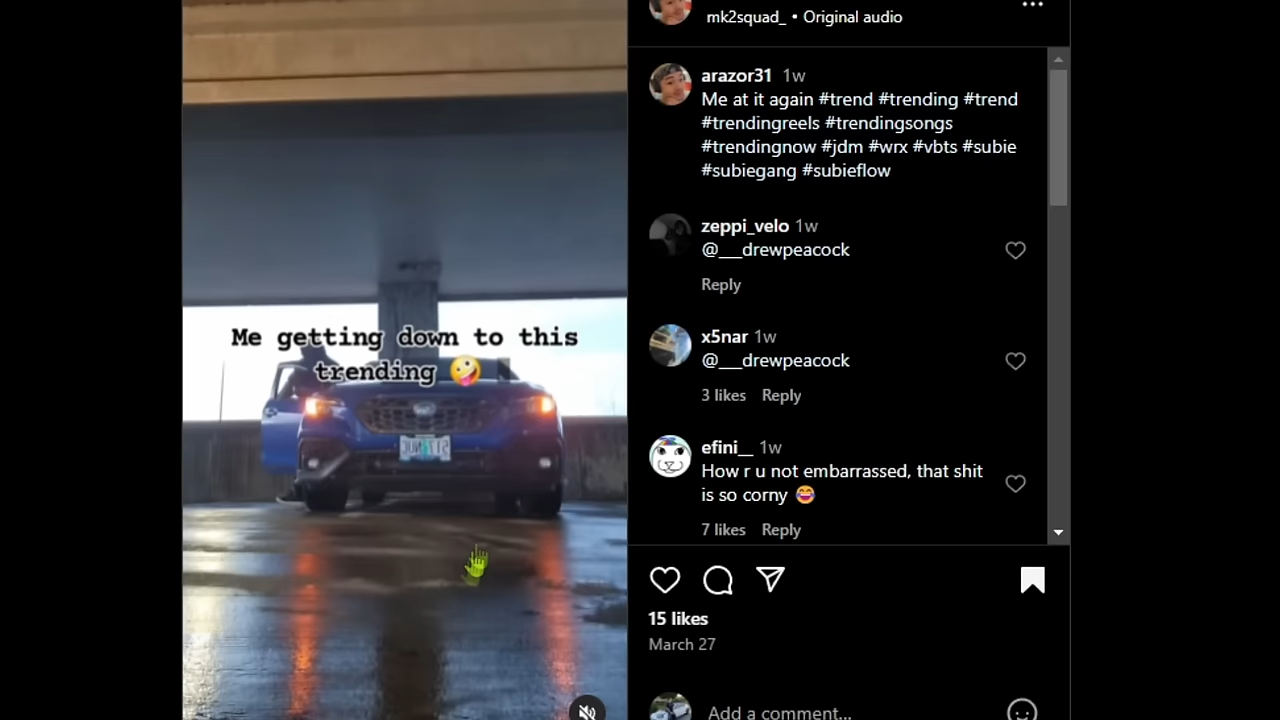 Me getting down to this
trending 🤪
mk2squad_ • Original audio
arazor31 1w
Me at it again #trend #trending #trend
#trendingreels #trendingsongs
#trendingnow #jdm #wrx #vbts #subie
#subiegang #subieflow
zeppi_velo 1w
@___drewpeacock
Reply
x5nar 1w
@___drewpeacock
3 likes Reply
efini__ 1w
How r u not embarrassed, that shit
is so corny 😂
7 likes Reply
15 likes
March 27
Add a comment...